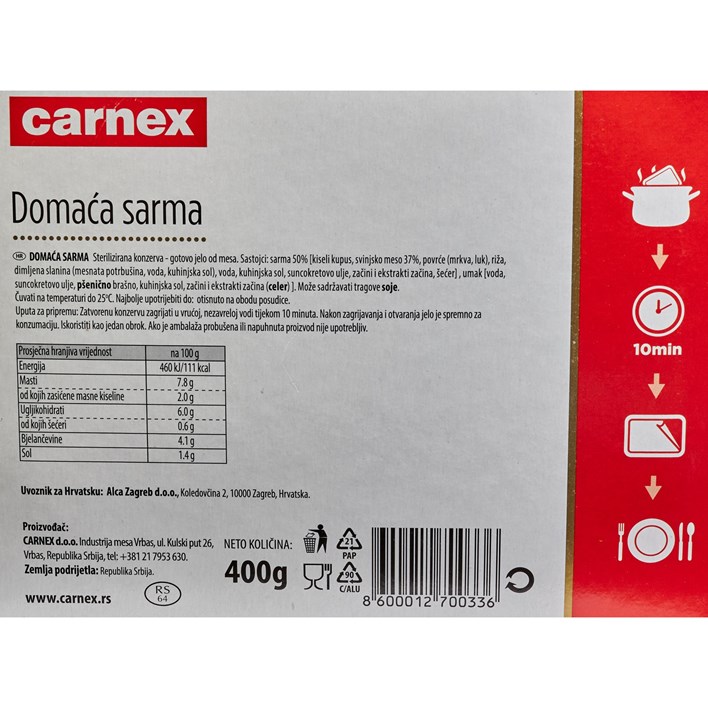 carnex
Domaća sarma
HR DOMAĆA SARMA Sterilizirana konzerva - gotovo jelo od mesa. Sastojci: sarma 50% [kiseli kupus, svinjsko meso 37%, povrće (mrkva, luk), riža,
dimljena slanina (mesnata potrbušina, voda, kuhinjska sol), voda, kuhinjska sol, suncokretovo ulje, začini i ekstrakti začina, šećer] , umak [voda,
suncokretovo ulje, pšenično brašno, kuhinjska sol, začini i ekstrakti začina (celer) ]. Može sadržavati tragove soje.
Čuvati na temperaturi do 25°C. Najbolje upotrijebiti do: otisnuto na obodu posudice.
Uputa za pripremu: Zatvorenu konzervu zagrijati u vrućoj, nezavreloj vodi tijekom 10 minuta. Nakon zagrijavanja i otvaranja jelo je spremno za
konzumaciju. Iskoristiti kao jedan obrok. Ako je ambalaža probušena ili napuhnuta proizvod nije upotrebljiv.
Prosječna hranjiva vrijednost na 100 g
Energija 460 kJ/111 kcal
Masti 7.8 g
od kojih zasićene masne kiseline 2.0 g
Ugljikohidrati 6.0 g
od kojih šećeri 0.6 g
Bjelančevine 4.1 g
Sol 1.4 g
10min
Uvoznik za Hrvatsku: Alca Zagreb d.o.o., Koledovčina 2, 10000 Zagreb, Hrvatska.
Proizvođač:
CARNEX d.o.o. Industrija mesa Vrbas, ul. Kulski put 26,
Vrbas, Republika Srbija, tel; +381 21 7953 630.
Zemlja podrijetla: Republika Srbija.
www.carnex.rs
RS
64
NETO KOLIČINA:
400g
21
PAP
90
C/ALU
8 600012 700336